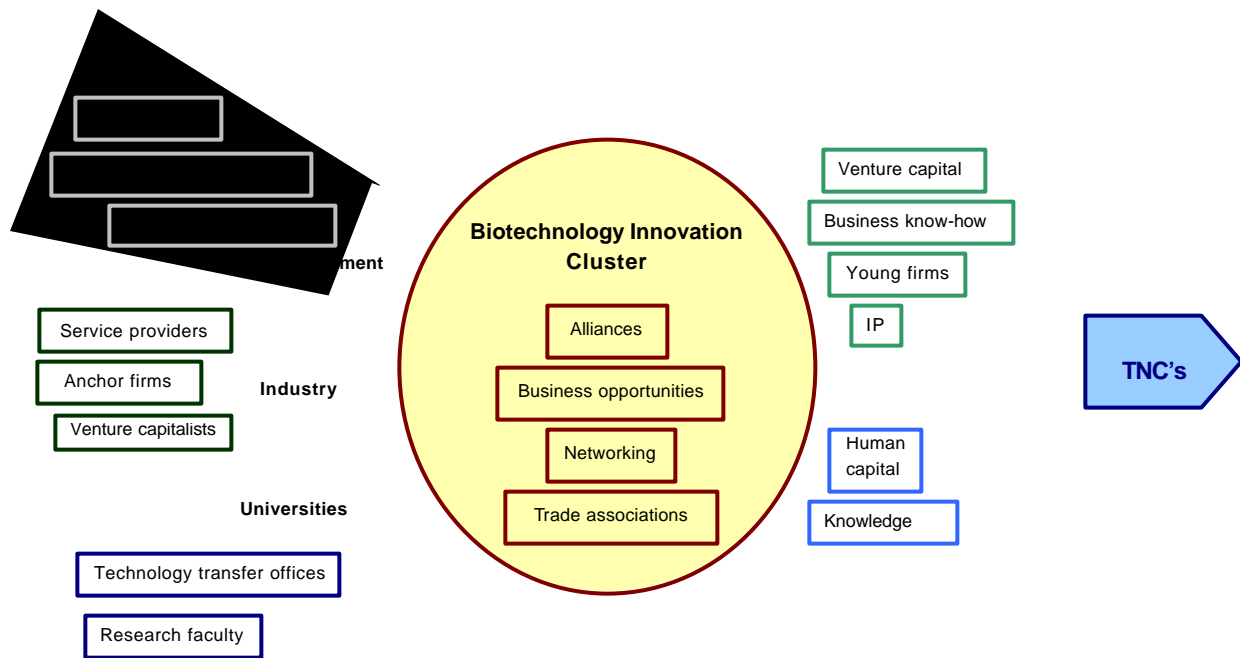 ment
Service providers
Anchor firms
Venture capitalists
Industry
Universities
Technology transfer offices
Research faculty
Biotechnology Innovation
Cluster
Alliances
Business opportunities
Networking
Trade associations
Venture capital
Business know-how
Young firms
IP
Human
capital
Knowledge
TNC's